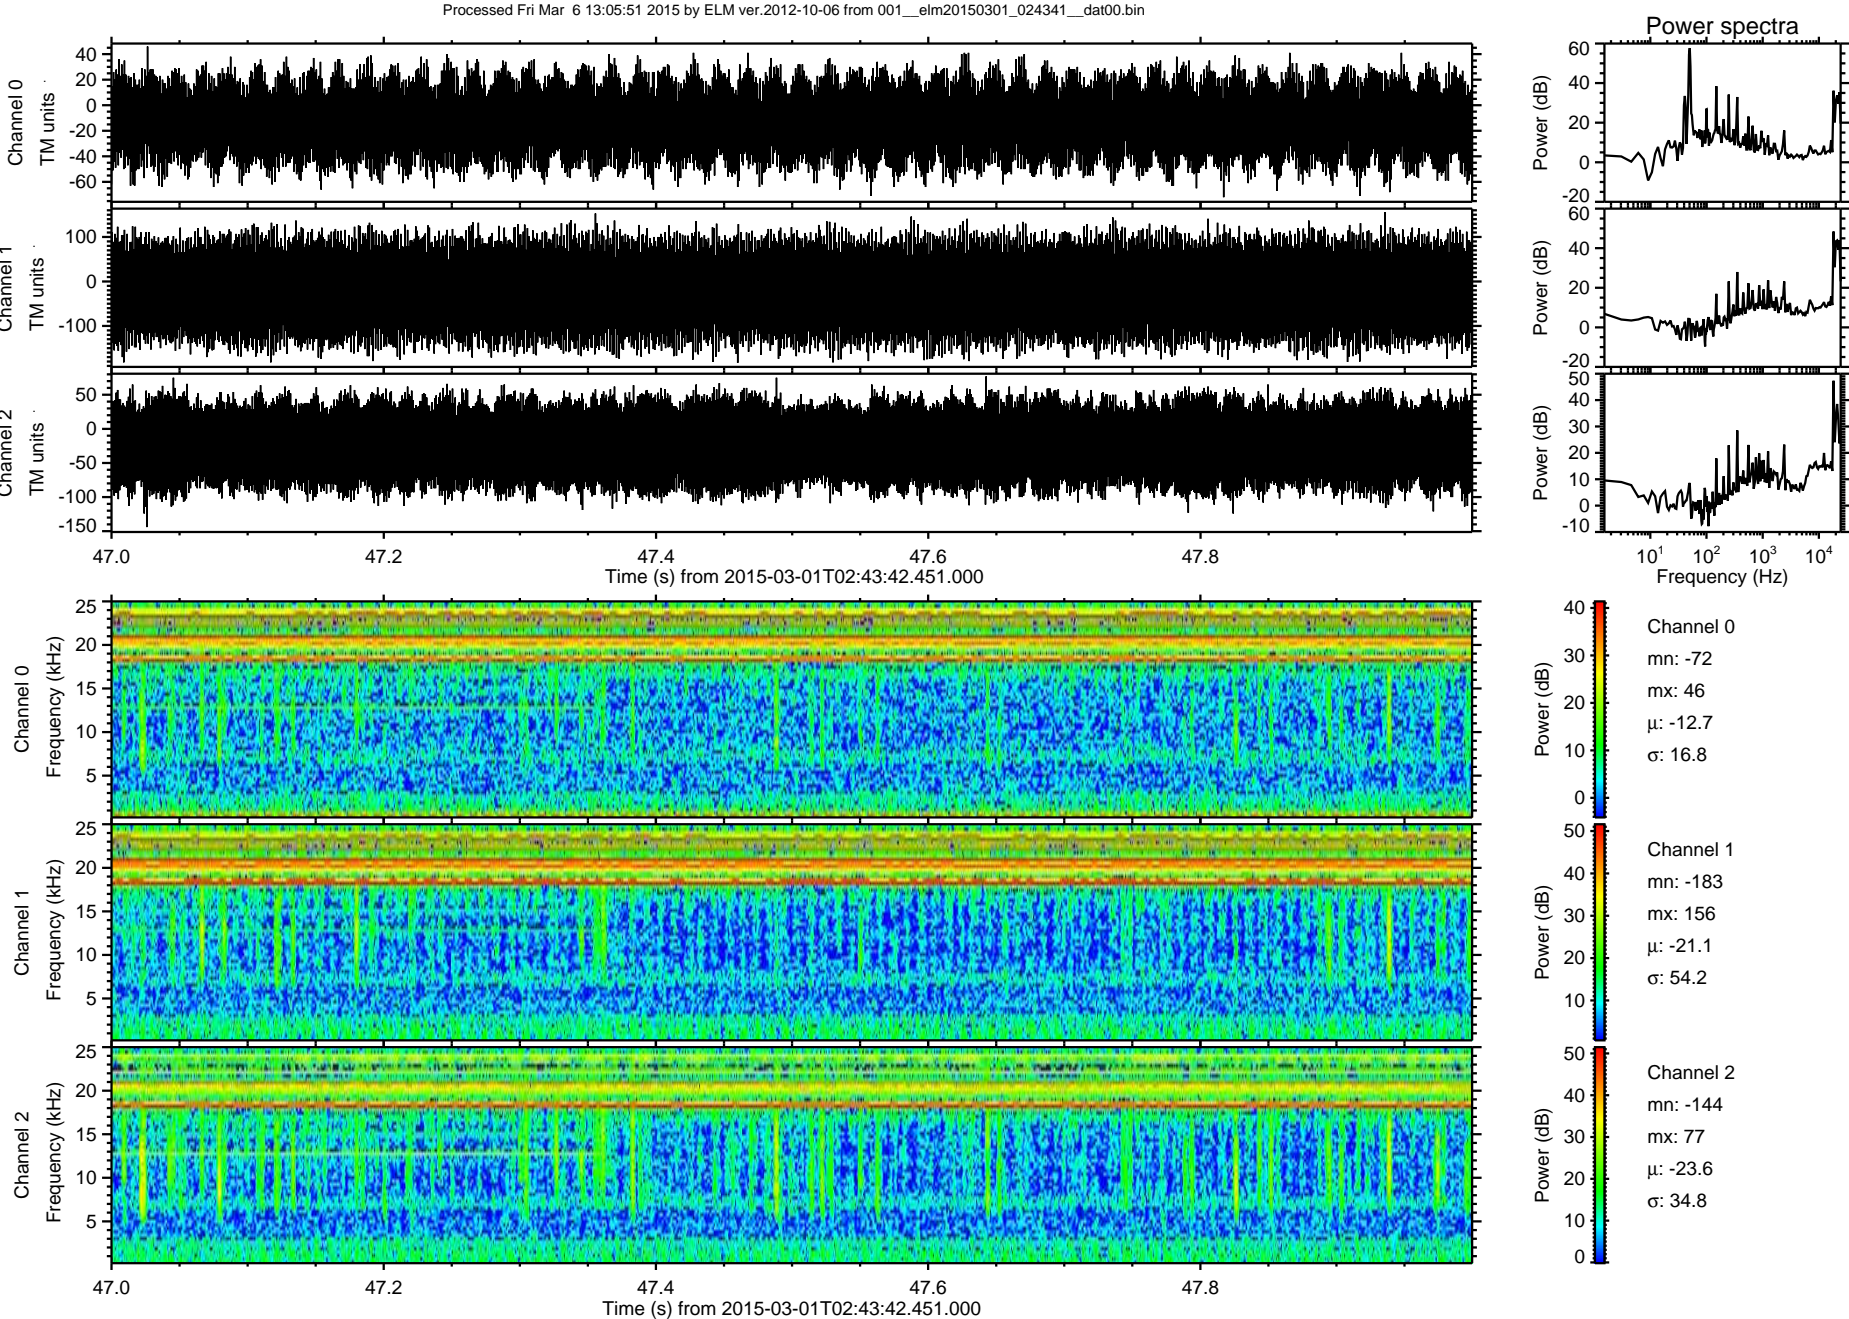 Processed Fri Mar 6 13:05:51 2015 by ELM ver.2012-10-06 from 001__elm20150301_024341__dat00.bin
Power spectra
Channel 0
TM units
40
20
0
-20
-40
-60
Power (dB)
60
40
20
0
-20
Channel 1
TM units
100
0
-100
Power (dB)
60
40
20
0
-20
Channel 2
TM units
50
0
-50
-100
-150
Power (dB)
50
40
30
20
10
0
-10
47.0 47.2 47.4 47.6 47.8
Time (s) from 2015-03-01T02:43:42.451.000
10¹ 10² 10³ 10⁴
Frequency (Hz)
Channel 0
Frequency (kHz)
25
20
15
10
5
Power (dB)
40
30
20
10
0
Channel 0
mn: -72
mx: 46
μ: -12.7
σ: 16.8
Channel 1
Frequency (kHz)
25
20
15
10
5
Power (dB)
50
40
30
20
10
Channel 1
mn: -183
mx: 156
μ: -21.1
σ: 54.2
Channel 2
Frequency (kHz)
25
20
15
10
5
Power (dB)
50
40
30
20
10
0
Channel 2
mn: -144
mx: 77
μ: -23.6
σ: 34.8
47.0 47.2 47.4 47.6 47.8
Time (s) from 2015-03-01T02:43:42.451.000